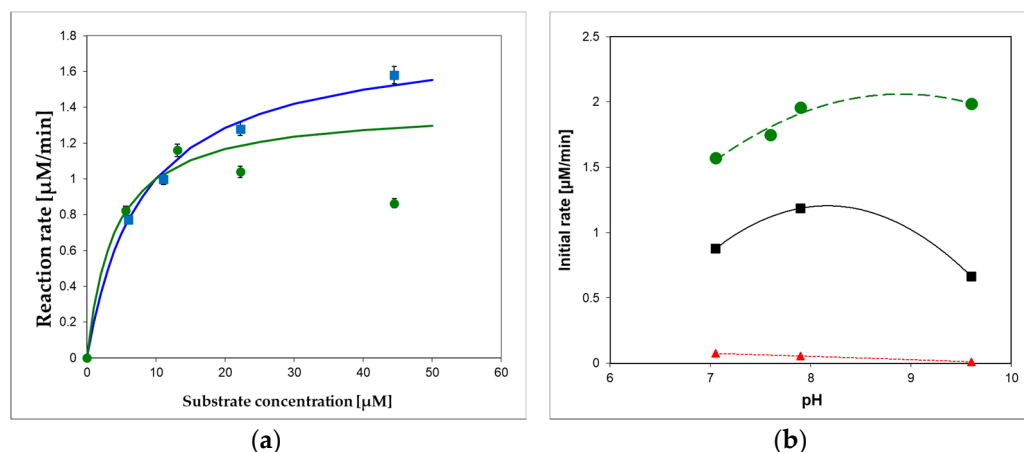 Reaction rate [µM/min]
1.8
1.6
1.4
1.2
1
0.8
0.6
0.4
0.2
0
0 10 20 30 40 50 60
Substrate concentration [µM]
(a)
Initial rate [µM/min]
2.5
2
1.5
1
0.5
0
6 7 8 9 10
pH
(b)